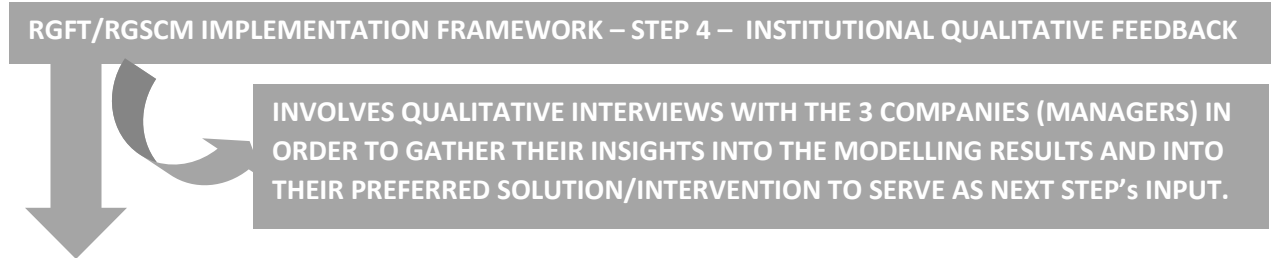 RGFT/RGSCM IMPLEMENTATION FRAMEWORK – STEP 4 – INSTITUTIONAL QUALITATIVE FEEDBACK
INVOLVES QUALITATIVE INTERVIEWS WITH THE 3 COMPANIES (MANAGERS) IN
ORDER TO GATHER THEIR INSIGHTS INTO THE MODELLING RESULTS AND INTO
THEIR PREFERRED SOLUTION/INTERVENTION TO SERVE AS NEXT STEP's INPUT.